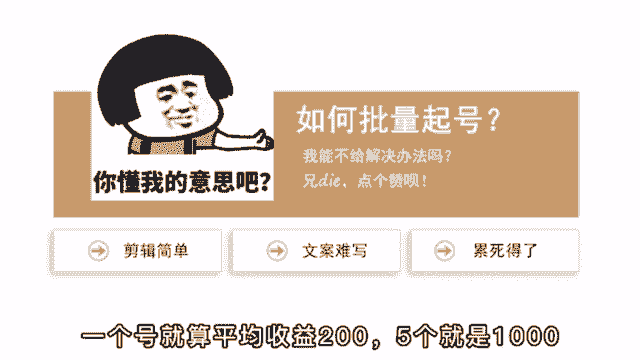 如何批量起号？
我能不给解决办法吗？
兄die，点个赞呗！
你懂我的意思吧？
剪辑简单
文案难写
累死得了
一个号就算平均收益200，5个就是1000